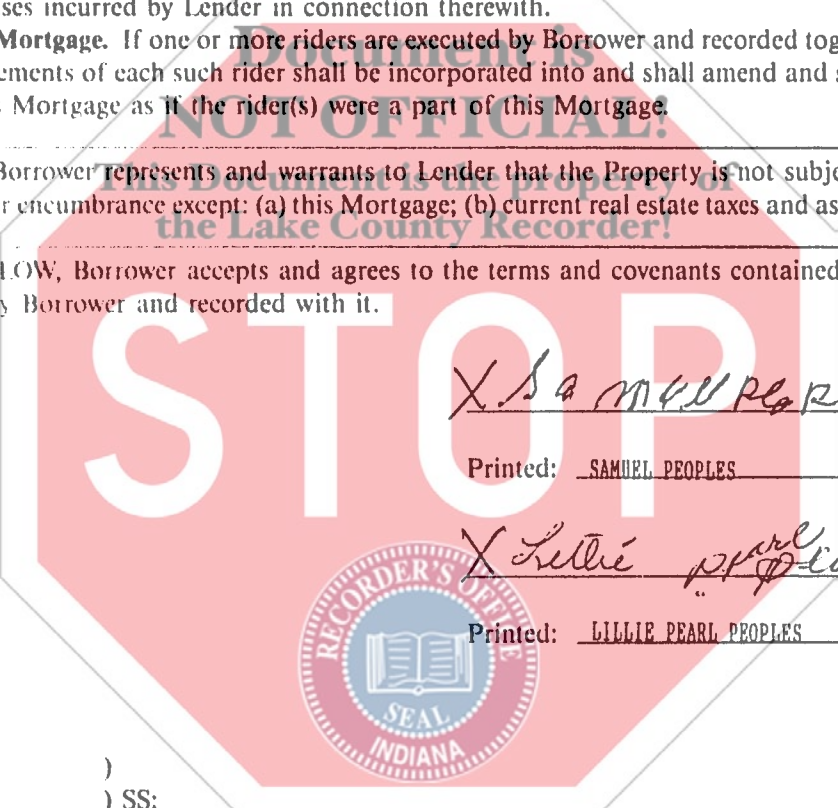 ses incurred by Lender in connection therewith.
Mortgage. If one or more riders are executed by Borrower and recorded tog
ements of each such rider shall be incorporated into and shall amend and s
Mortgage as if the rider(s) were a part of this Mortgage.
Document is
NOT OFFICIAL!
Borrower represents and warrants to Lender that the Property is not subje
r encumbrance except: (a) this Mortgage; (b) current real estate taxes and as
This Document is the property of
the Lake County Recorder!
LOW, Borrower accepts and agrees to the terms and covenants contained
y Borrower and recorded with it.
STOP
X Samuel Peop
Printed: SAMUEL PEOPLES
X Lillie pearl
Printed: LILLIE PEARL PEOPLES
RECORDER'S OFFICE
SEAL
INDIANA
)
) SS: